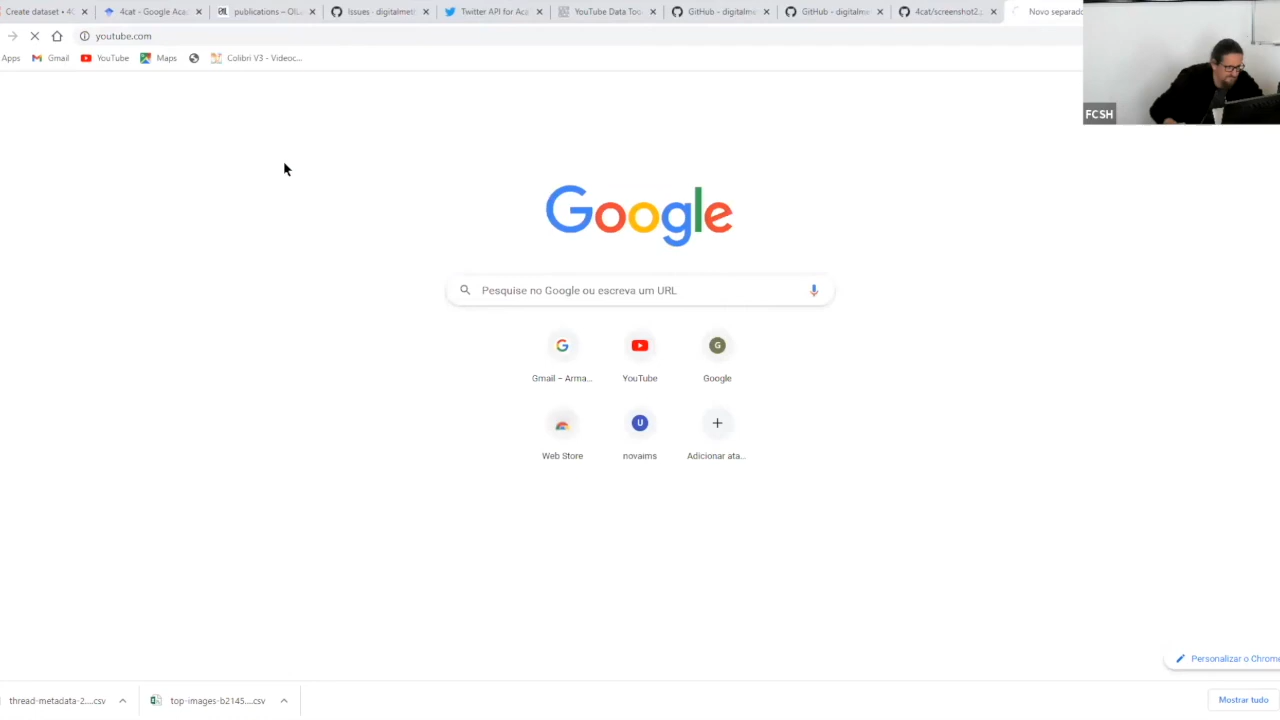 Create dataset • 4C
4cat - Google Aca
publications – OILa
Issues · digitalmet
Twitter API for Aca
YouTube Data Too
GitHub - digitalme
GitHub - digitalme
4cat/screenshot2.
Novo separado
youtube.com
Apps
Gmail
YouTube
Maps
Colibri V3 - Videoc...
FCSH
Google
Pesquise no Google ou escreva um URL
G
G
Gmail – Arma...
YouTube
Google
U
Web Store
novaims
Adicionar ata...
Personalizar o Chrome
thread-metadata-2....csv
top-images-b2145....csv
Mostrar tudo